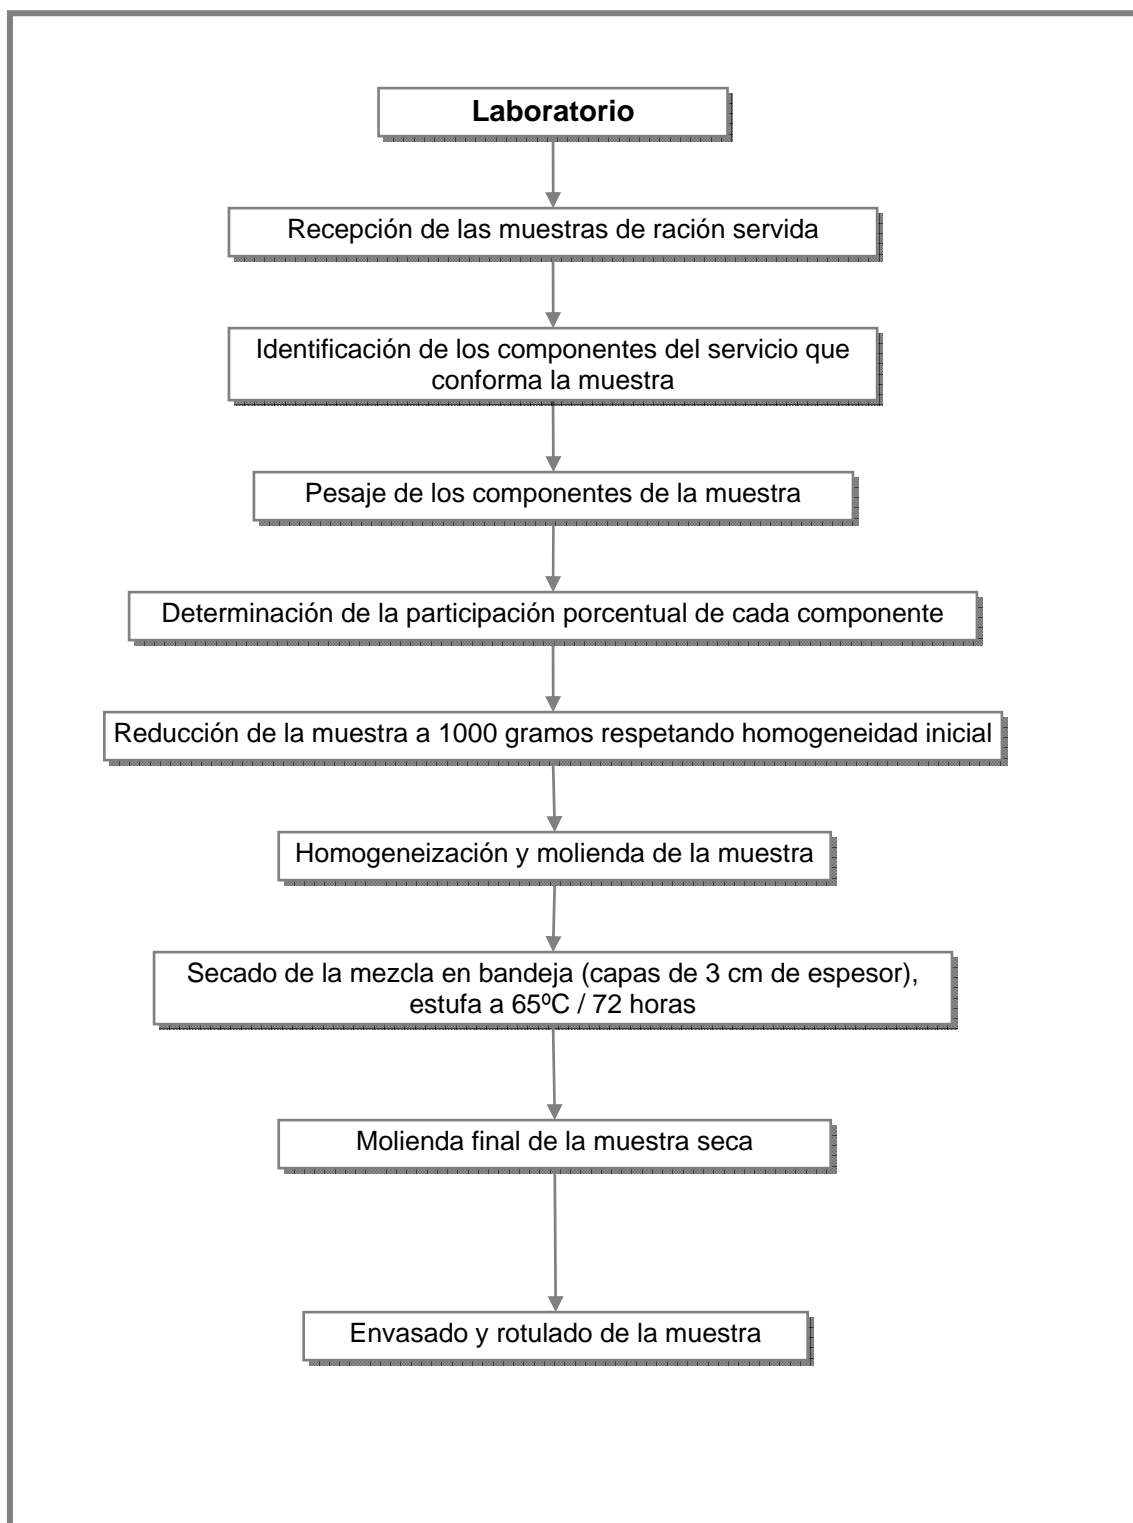 Laboratorio
Recepción de las muestras de ración servida
Identificación de los componentes del servicio que
conforma la muestra
Pesaje de los componentes de la muestra
Determinación de la participación porcentual de cada componente
Reducción de la muestra a 1000 gramos respetando homogeneidad inicial
Homogeneización y molienda de la muestra
Secado de la mezcla en bandeja (capas de 3 cm de espesor),
estufa a 65ºC / 72 horas
Molienda final de la muestra seca
Envasado y rotulado de la muestra